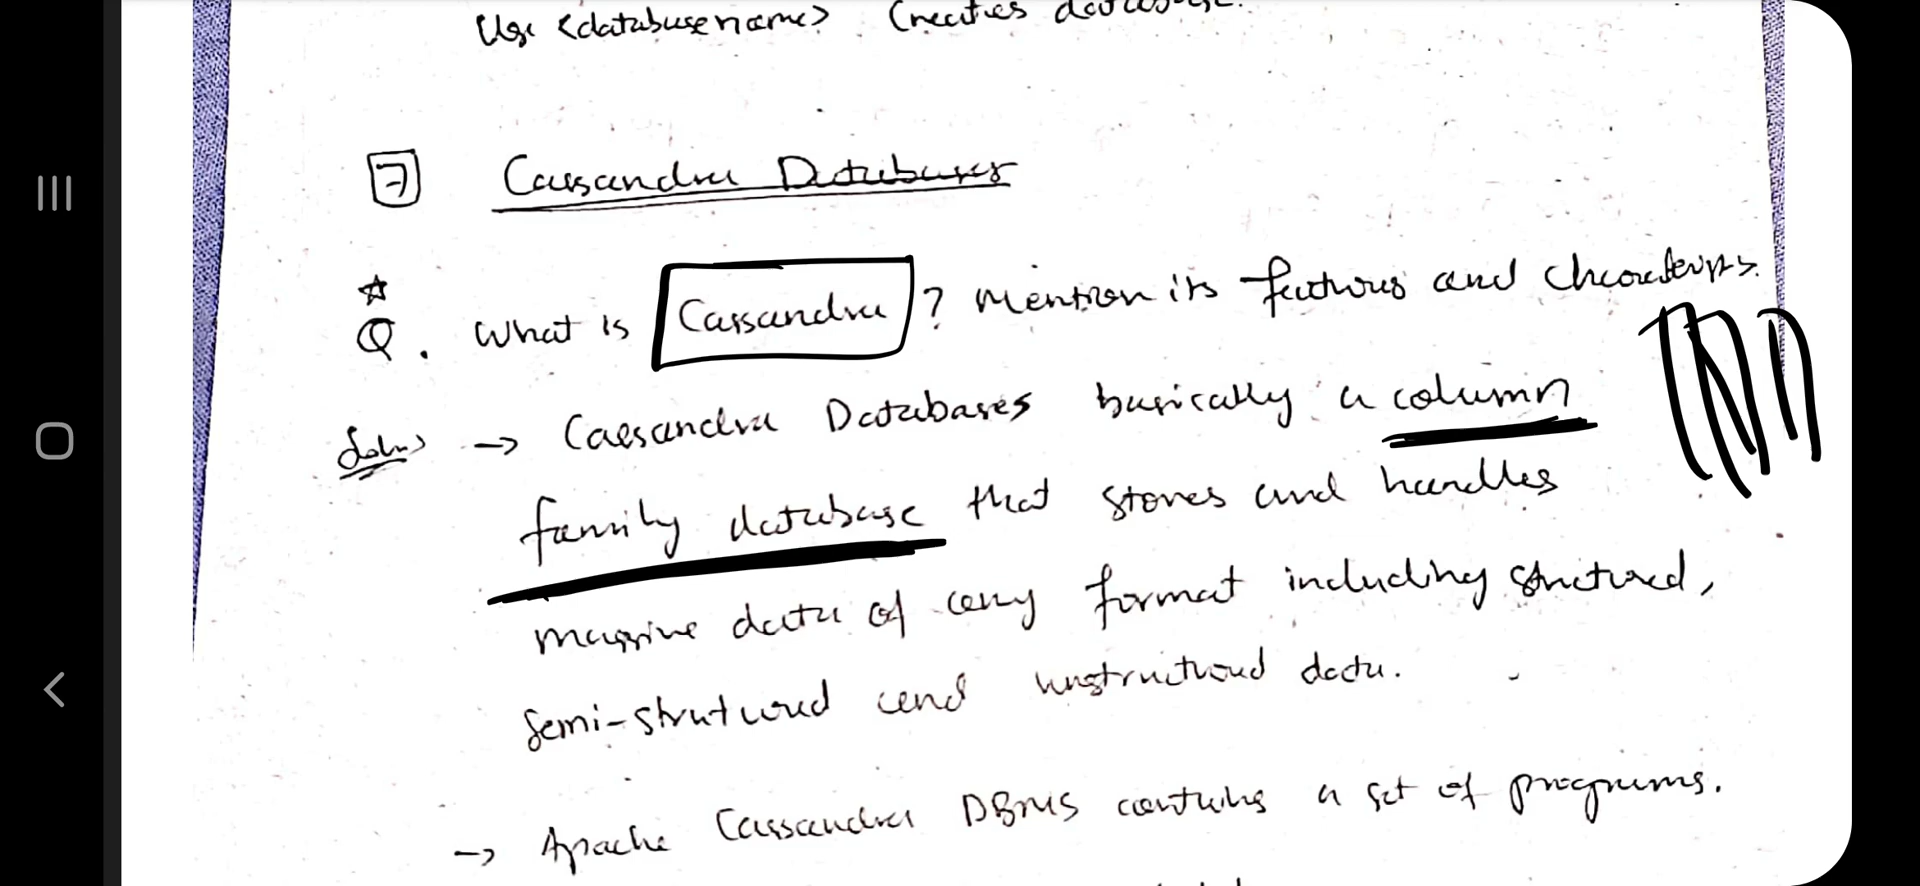 Use <databasename> Creates database.
7 Cassandra Databases
Q. What is Cassandra ? Mention its features and
Soln → Cassandra Databases basically a column
family database that stores and handles
massive data of any format including structured,
semi-strutured and unstructured data.
→ Apache Cassandra DBMS contains a set of programs.